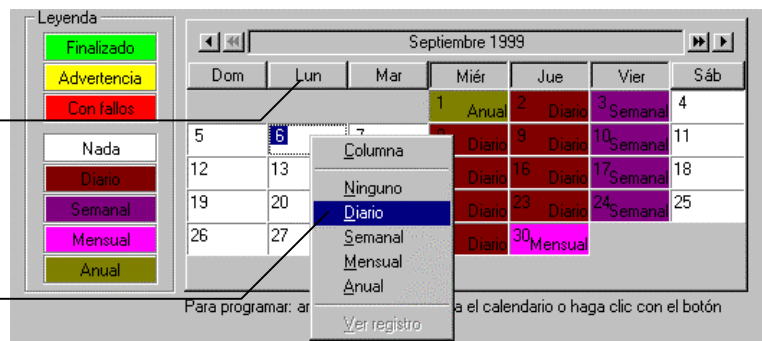 Leyenda
Finalizado
Advertencia
Con fallos
Nada
Diario
Semanal
Mensual
Anual
Septiembre 1999
Dom Lun Mar Miér Jue Vier Sáb
1 Anual 2 Diario 3 Semanal 4
5 6 7 Diario 9 Diario 10 Semanal 11
12 13 Diario 16 Diario 17 Semanal 18
19 20 Diario 23 Diario 24 Semanal 25
26 27 Diario 30 Mensual
Columna
Ninguno
Diario
Semanal
Mensual
Anual
Ver registro
Para programar: a el calendario o haga clic con el botón